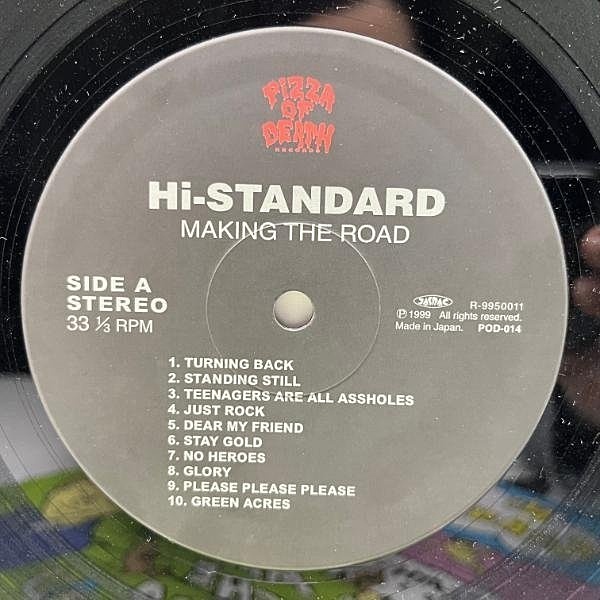 PIZZA
OF
DEATH
RECORDS
Hi-STANDARD
MAKING THE ROAD
SIDE A
STEREO
33 ⅓ RPM
JASRAC
R-9950011
℗ 1999 All rights reserved.
Made in Japan. POD-014
1. TURNING BACK
2. STANDING STILL
3. TEENAGERS ARE ALL ASSHOLES
4. JUST ROCK
5. DEAR MY FRIEND
6. STAY GOLD
7. NO HEROES
8. GLORY
9. PLEASE PLEASE PLEASE
10. GREEN ACRES